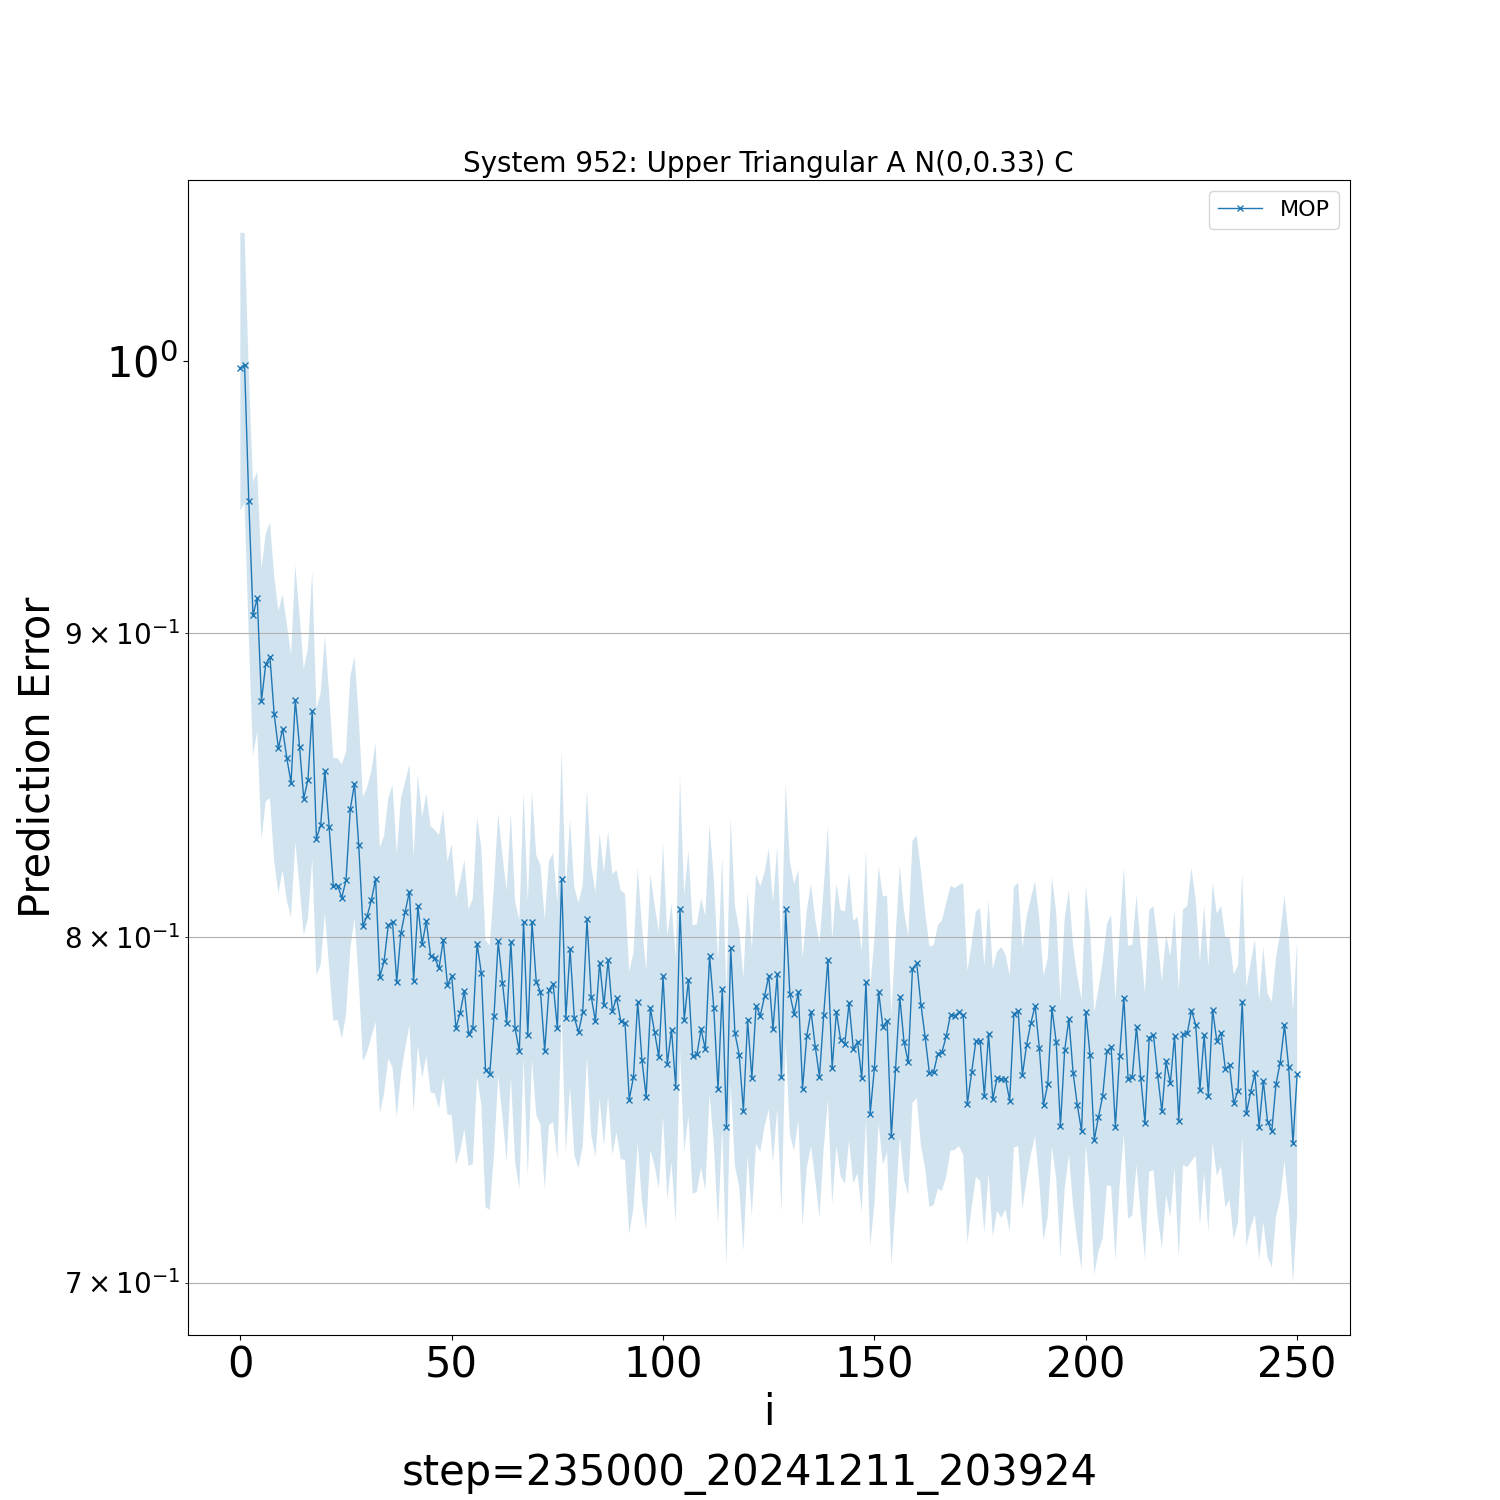 System 952: Upper Triangular A N(0,0.33) C
MOP
Prediction Error
10⁰
9 × 10⁻¹
8 × 10⁻¹
7 × 10⁻¹
0 50 100 150 200 250
i
step=235000_20241211_203924